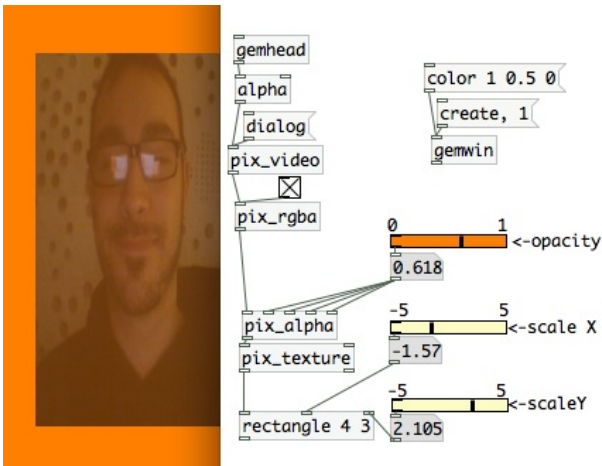 gemhead
alpha
dialog
pix_video
pix_rgba
pix_alpha
pix_texture
rectangle 4 3
color 1 0.5 0
create, 1
gemwin
0 1
<-opacity
0.618
-5 5
<-scale X
-1.57
-5 5
<-scaleY
2.105